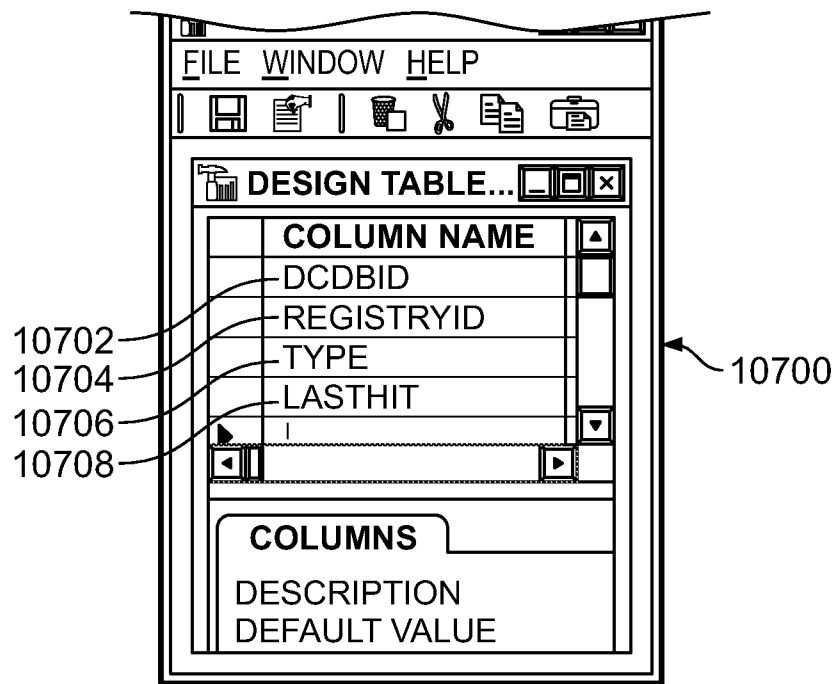 FILE WINDOW HELP
DESIGN TABLE...
COLUMN NAME
DCDBID
REGISTRYID
TYPE
LASTHIT
10702
10704
10706
10708
10700
COLUMNS
DESCRIPTION
DEFAULT VALUE